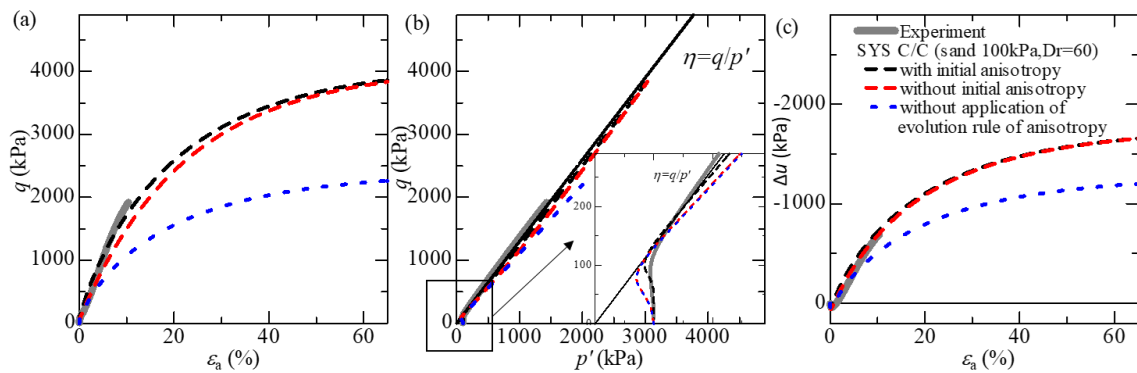 (a)
4000
3000
2000
1000
0
q (kPa)
0
20
40
60
εa (%)
(b)
η=q/p'
4000
3000
2000
1000
0
q (kPa)
0
1000
2000
3000
4000
p' (kPa)
η=q/p'
200
100
0
(c)
Experiment
SYS C/C (sand 100kPa,Dr=60)
with initial anisotropy
without initial anisotropy
without application of
evolution rule of anisotropy
-2000
-1000
0
Δu (kPa)
0
20
40
60
εa (%)